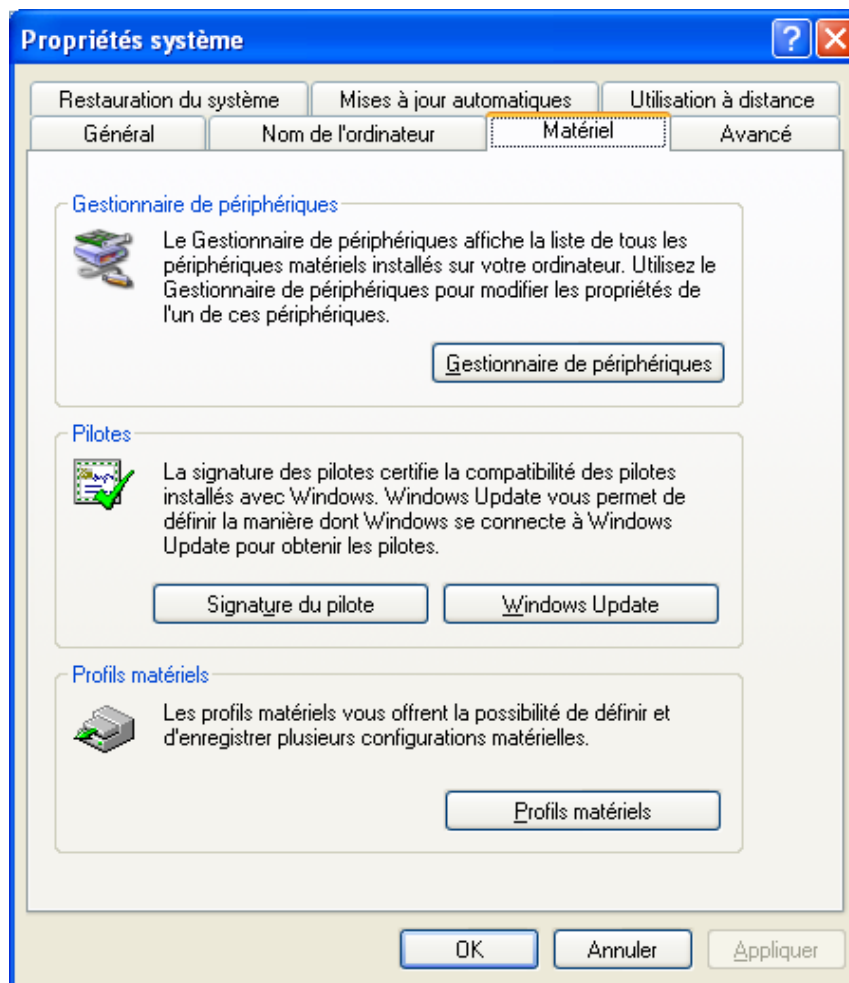 Propriétés système
?
Restauration du système Mises à jour automatiques Utilisation à distance
Général Nom de l'ordinateur Matériel Avancé
Gestionnaire de périphériques
Le Gestionnaire de périphériques affiche la liste de tous les
périphériques matériels installés sur votre ordinateur. Utilisez le
Gestionnaire de périphériques pour modifier les propriétés de
l'un de ces périphériques.
Gestionnaire de périphériques
Pilotes
La signature des pilotes certifie la compatibilité des pilotes
installés avec Windows. Windows Update vous permet de
définir la manière dont Windows se connecte à Windows
Update pour obtenir les pilotes.
Signature du pilote Windows Update
Profils matériels
Les profils matériels vous offrent la possibilité de définir et
d'enregistrer plusieurs configurations matérielles.
Profils matériels
OK Annuler Appliquer